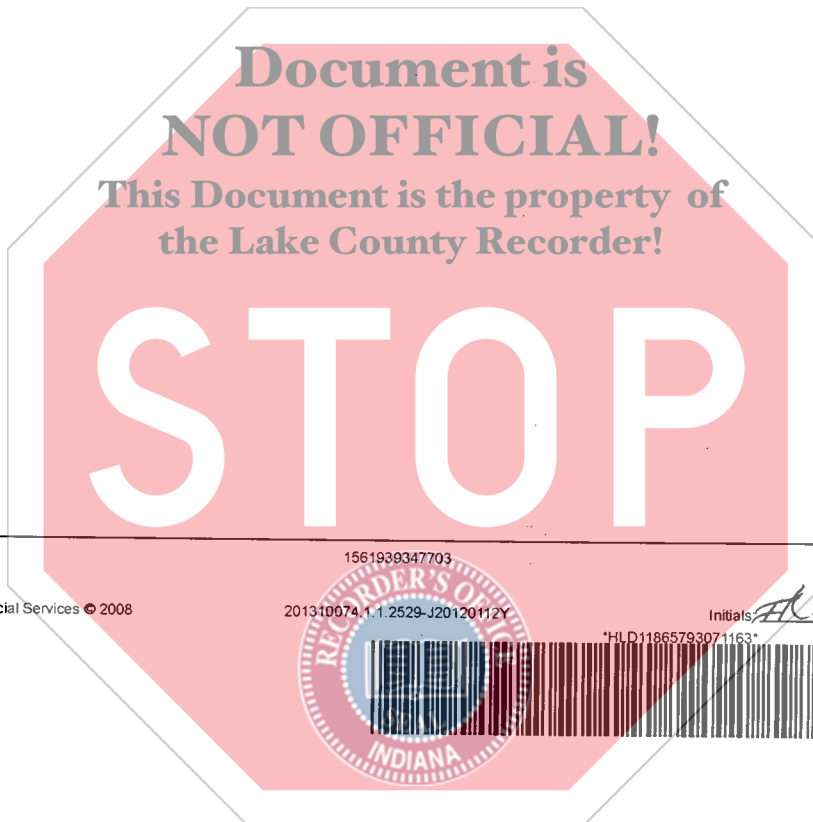 Document is
NOT OFFICIAL!
This Document is the property of
the Lake County Recorder!
STOP
1561939347703
cial Services © 2008
201310074.1.1.2529-J20120112Y
Initials:
*HLD11865793071163*
RECORDER'S OFFICE
SEAL
INDIANA